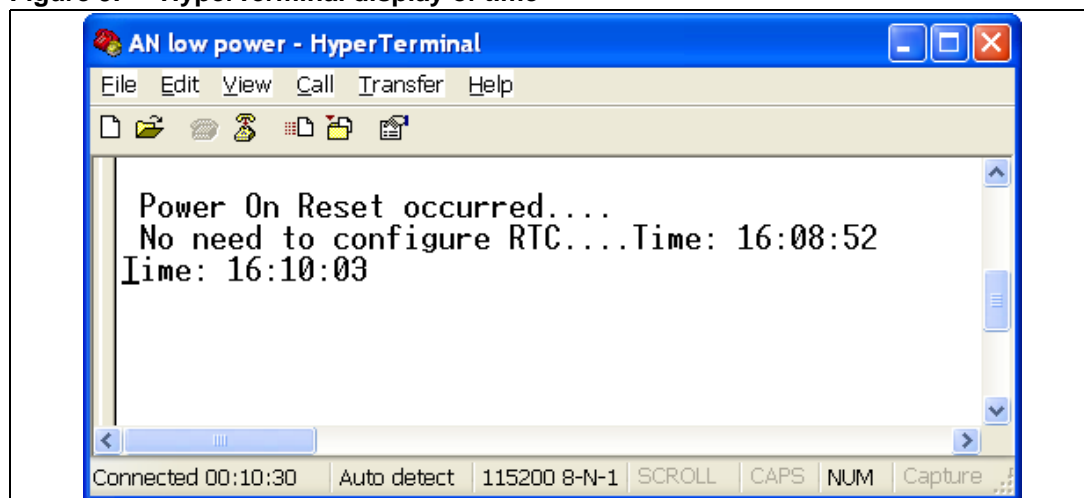 AN low power - HyperTerminal
File Edit View Call Transfer Help
Power On Reset occurred....
No need to configure RTC....Time: 16:08:52
Time: 16:10:03
Connected 00:10:30 Auto detect 115200 8-N-1 SCROLL CAPS NUM Capture